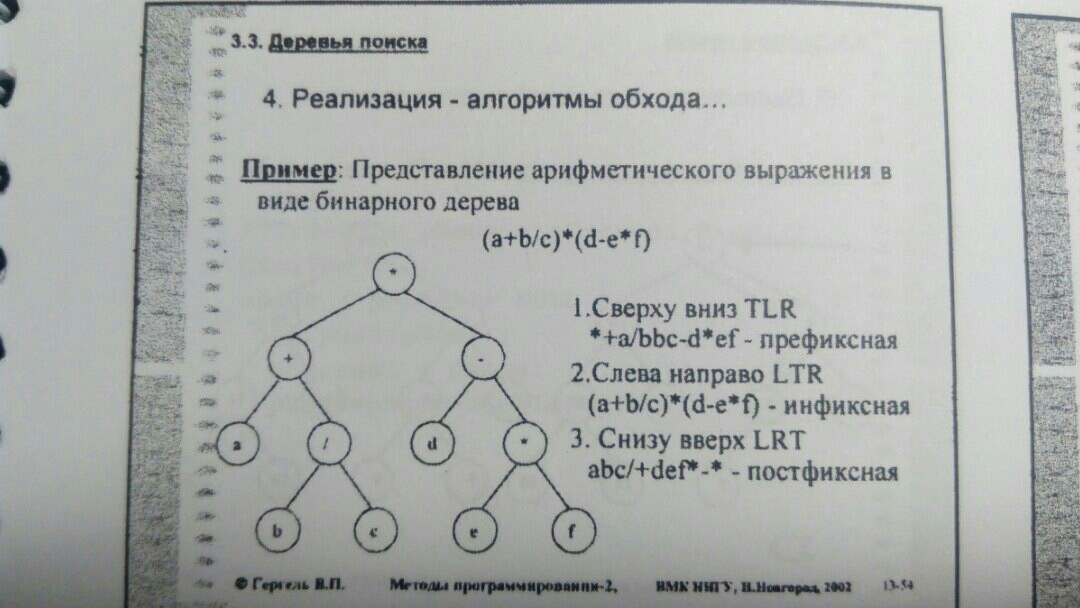 3.3. Деревья поиска
4. Реализация - алгоритмы обхода...
Пример: Представление арифметического выражения в
виде бинарного дерева
(a+b/c)*(d-e*f)
*
+
-
a
/
d
*
b
c
e
f
1.Сверху вниз TLR
*+a/bbc-d*ef - префиксная
2.Слева направо LTR
(a+b/c)*(d-e*f) - инфиксная
3. Снизу вверх LRT
abc/+def*-* - постфиксная
© Гергель В.П. Методы программирования-2, ВМК ННГУ, Н.Новгород, 2002 13-54